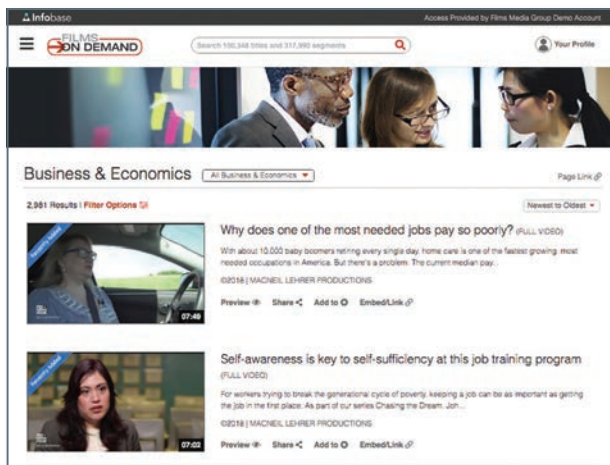 Infobase
Access Provided by Films Media Group Demo Account
FILMS
ON DEMAND
Search 100,348 titles and 317,990 segments
Your Profile
Business & Economics
All Business & Economics
Page Link
2,981 Results | Filter Options
Newest to Oldest
Why does one of the most needed jobs pay so poorly? (FULL VIDEO)
With about 10,000 baby boomers retiring every single day, home care is one of the fastest growing, most
needed occupations in America. But there's a problem. The current median pay...
©2018 | MACNEIL LEHRER PRODUCTIONS
Preview Share Add to Embed/Link
Recently Added
07:49
Self-awareness is key to self-sufficiency at this job training program
(FULL VIDEO)
For workers trying to break the generational cycle of poverty, keeping a job can be as important as getting
the job in the first place. As part of our series Chasing the Dream, Joh...
©2018 | MACNEIL LEHRER PRODUCTIONS
Preview Share Add to Embed/Link
Recently Added
07:02